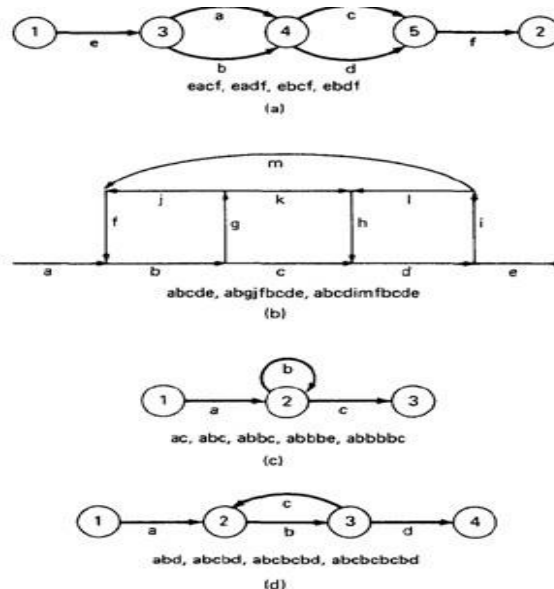 a c
1 3 4 5 2
e b d f
eacf, eadf, ebcf, ebdf
(a)
m
j k l
f g h i
a b c d e
abcde, abgjfbcde, abcdimfbcde
(b)
b
1 2 3
a c
ac, abc, abbc, abbbe, abbbbc
(c)
c
1 2 3 4
a b d
abd, abcbd, abcbcbd, abcbcbcbd
(d)